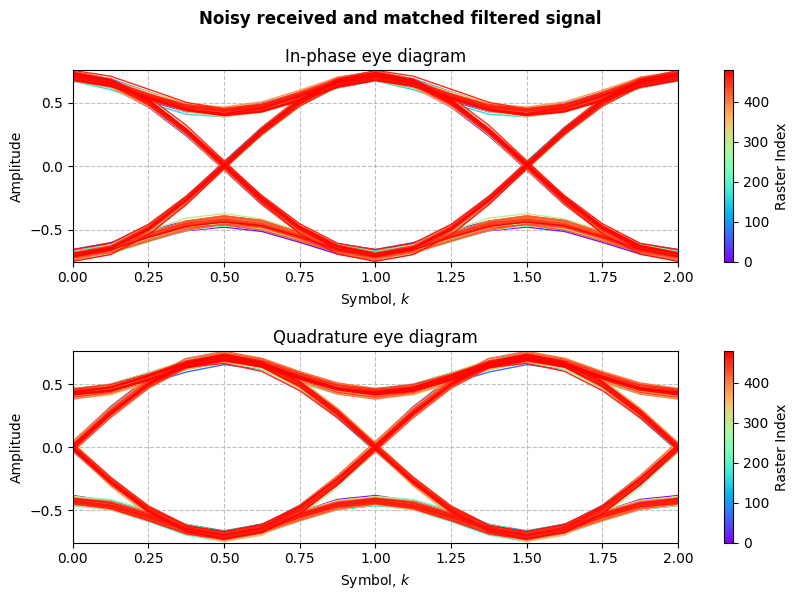 Noisy received and matched filtered signal
In-phase eye diagram
Amplitude
0.5
0.0
−0.5
0.00 0.25 0.50 0.75 1.00 1.25 1.50 1.75 2.00
Symbol, k
400
300
200
100
0
Raster Index
Quadrature eye diagram
Amplitude
0.5
0.0
−0.5
0.00 0.25 0.50 0.75 1.00 1.25 1.50 1.75 2.00
Symbol, k
400
300
200
100
0
Raster Index